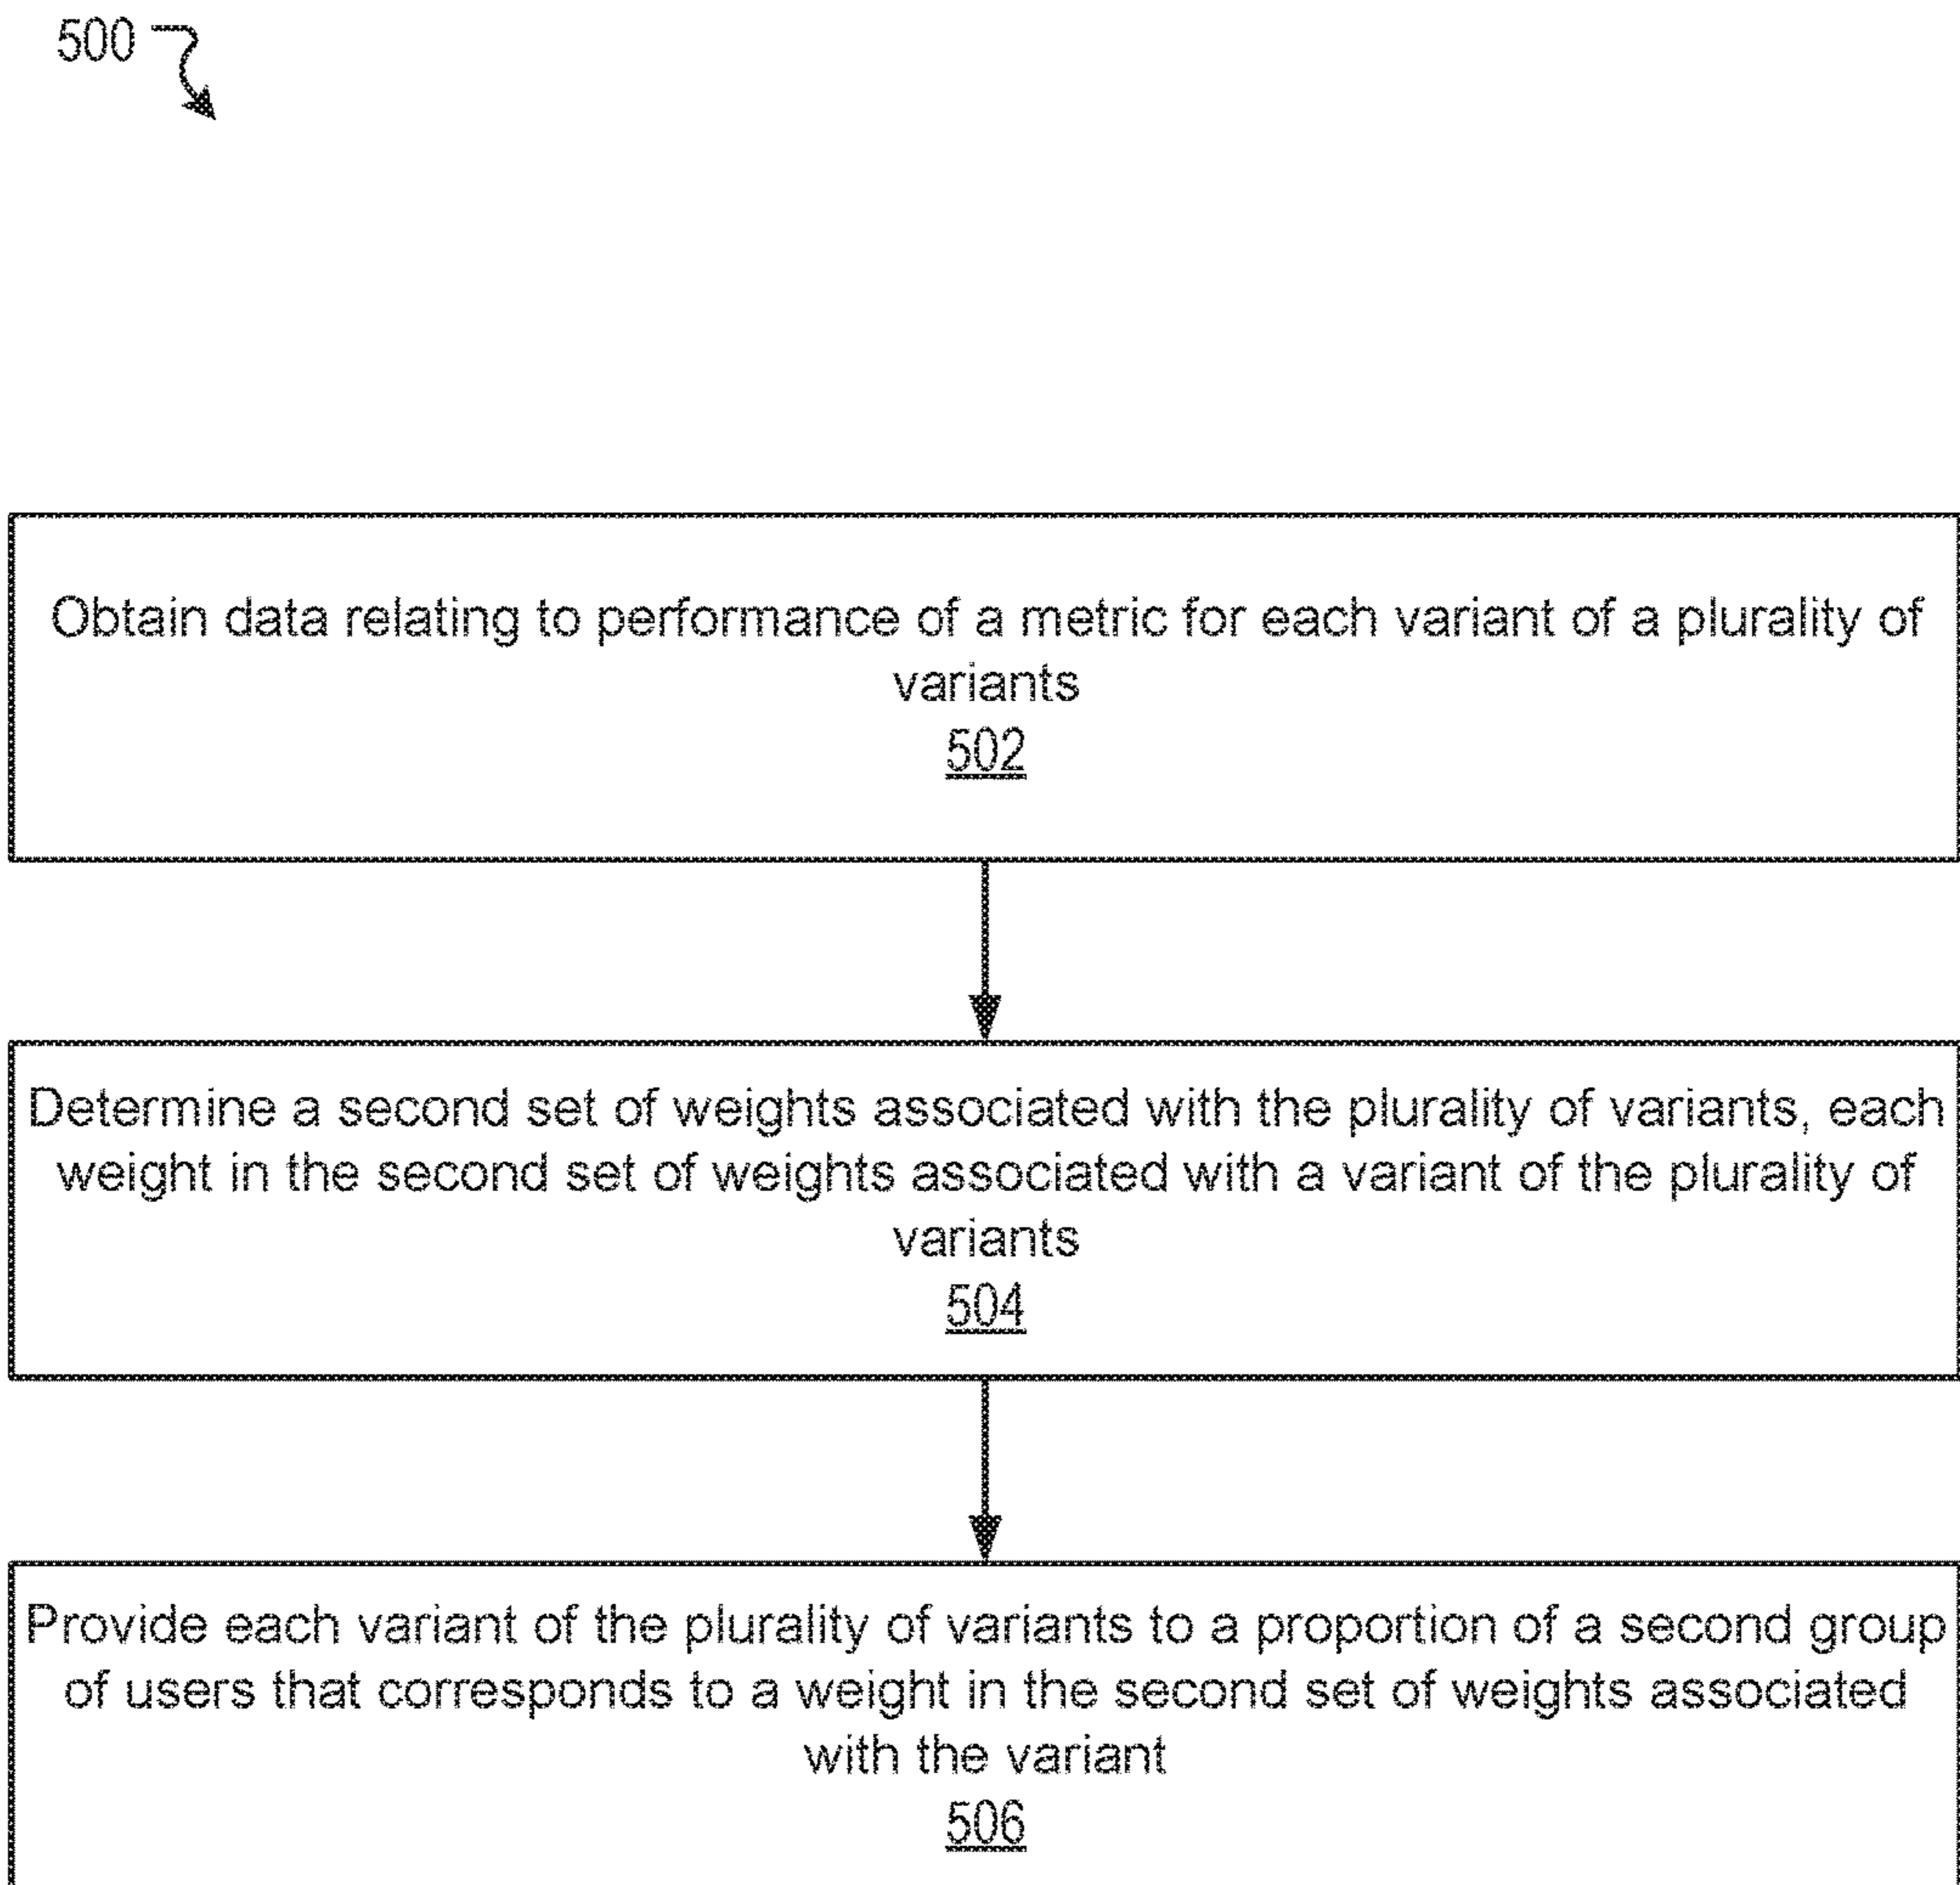 500
Obtain data relating to performance of a metric for each variant of a plurality of
variants
502
Determine a second set of weights associated with the plurality of variants, each
weight in the second set of weights associated with a variant of the plurality of
variants
504
Provide each variant of the plurality of variants to a proportion of a second group
of users that corresponds to a weight in the second set of weights associated
with the variant
506